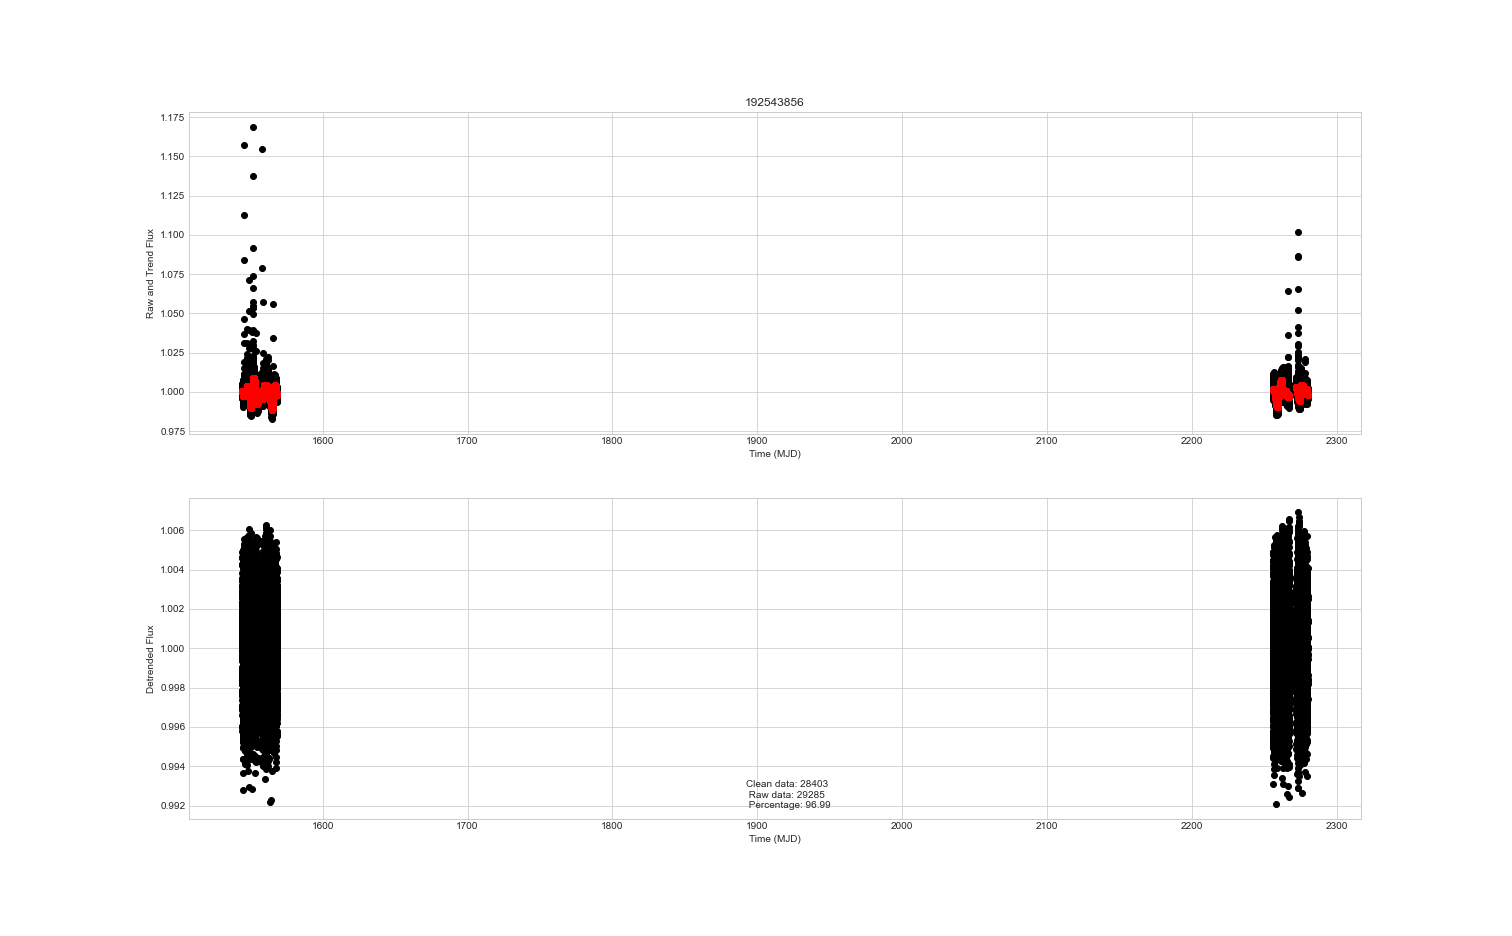 192543856
1.175
1.150
1.125
1.100
1.075
1.050
1.025
1.000
0.975
Raw and Trend Flux
1600 1700 1800 1900 2000 2100 2200 2300
Time (MJD)
1.006
1.004
1.002
1.000
0.998
0.996
0.994
0.992
Detrended Flux
Clean data: 28403
Raw data: 29285
Percentage: 96.99
1600 1700 1800 1900 2000 2100 2200 2300
Time (MJD)